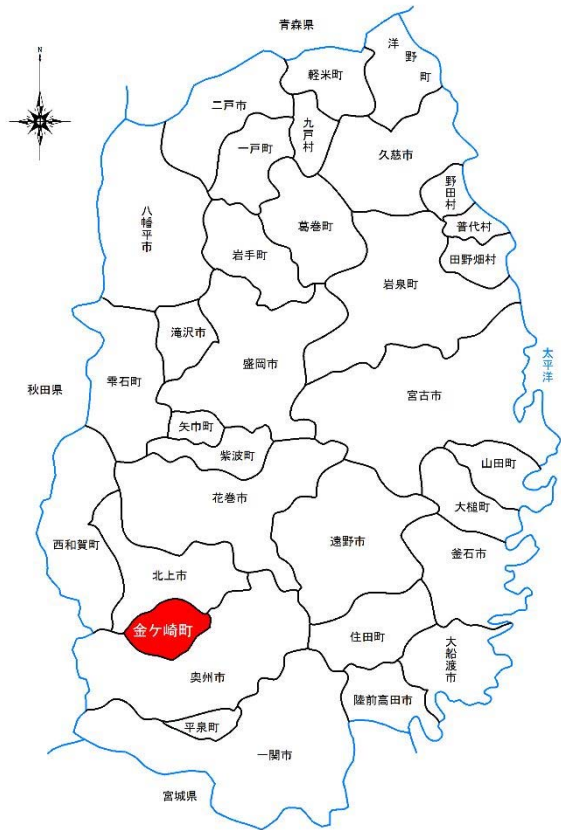 青森県
洋野町
軽米町
二戸市
九戸村
一戸町
久慈市
野田村
八幡平市
葛巻町
普代村
岩手町
田野畑村
岩泉町
滝沢市
盛岡市
太平洋
雫石町
秋田県
宮古市
矢巾町
紫波町
山田町
花巻市
大槌町
遠野市
西和賀町
釜石市
北上市
金ケ崎町
住田町
大船渡市
奥州市
陸前高田市
平泉町
一関市
宮城県
N